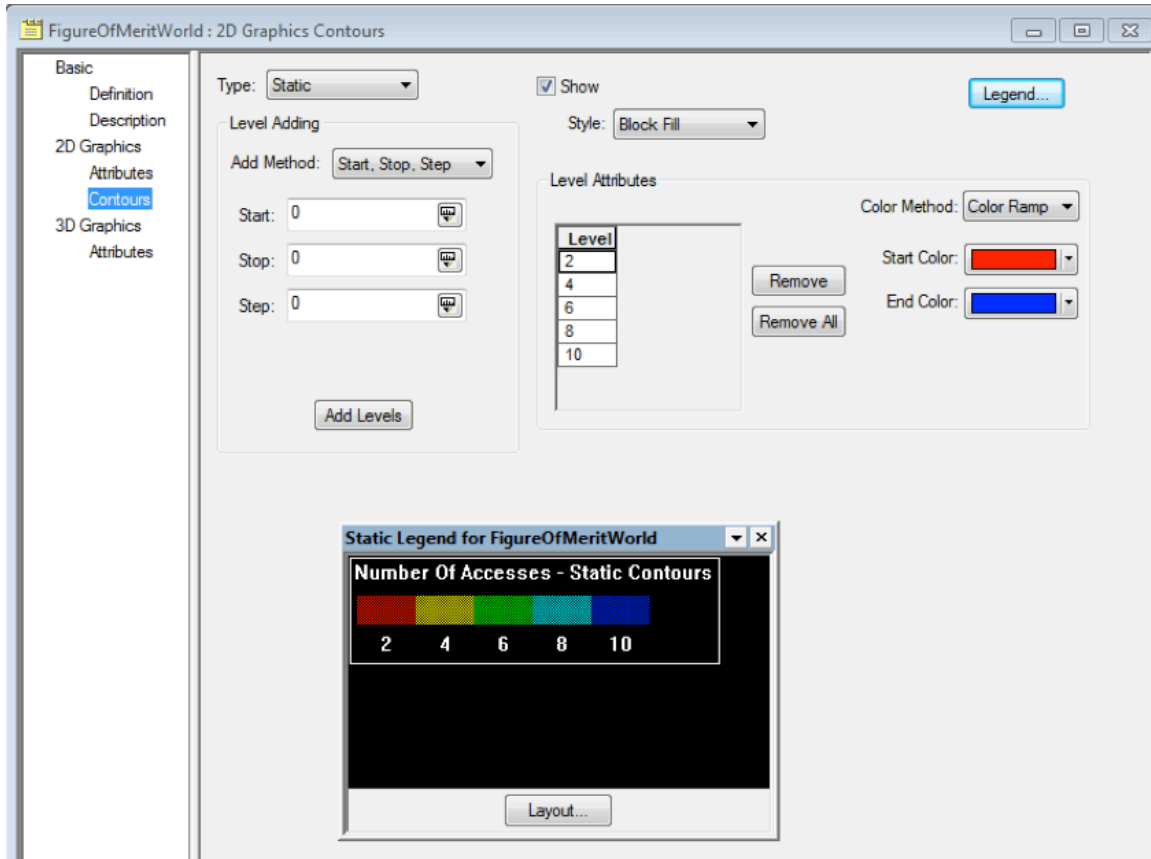 FigureOfMeritWorld : 2D Graphics Contours
Basic
Definition
Description
2D Graphics
Attributes
Contours
3D Graphics
Attributes
Type: Static
Level Adding
Add Method: Start, Stop, Step
Start: 0
Stop: 0
Step: 0
Add Levels
Show
Style: Block Fill
Legend...
Level Attributes
Level
2
4
6
8
10
Remove
Remove All
Color Method: Color Ramp
Start Color:
End Color:
Static Legend for FigureOfMeritWorld
Number Of Accesses - Static Contours
2 4 6 8 10
Layout...